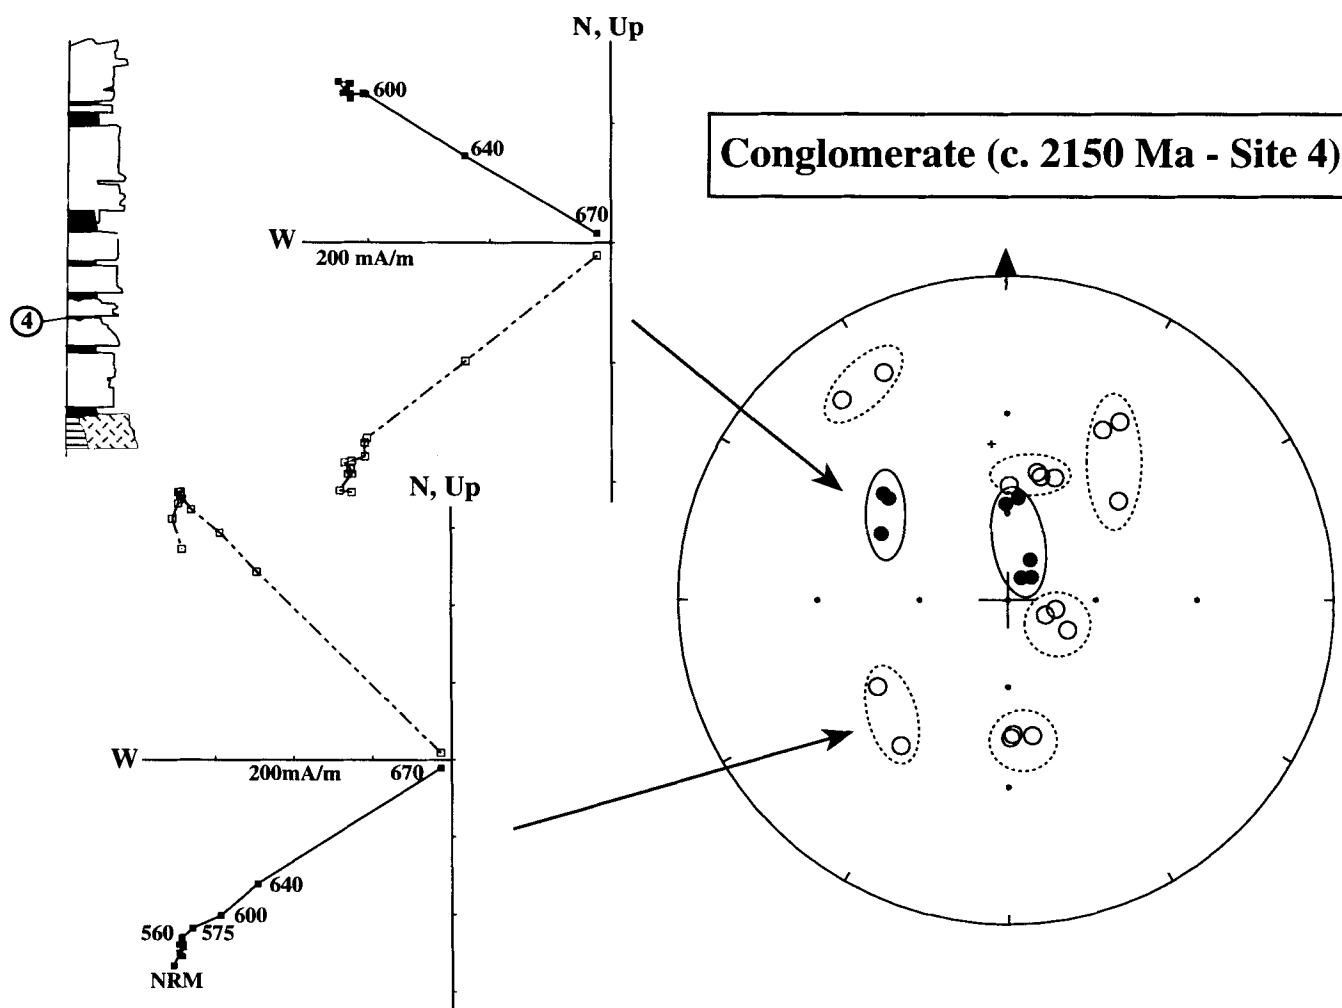 N, Up
600
640
670
W
200 mA/m
Conglomerate (c. 2150 Ma - Site 4)
4
N, Up
W
200mA/m
670
640
600
560
575
NRM